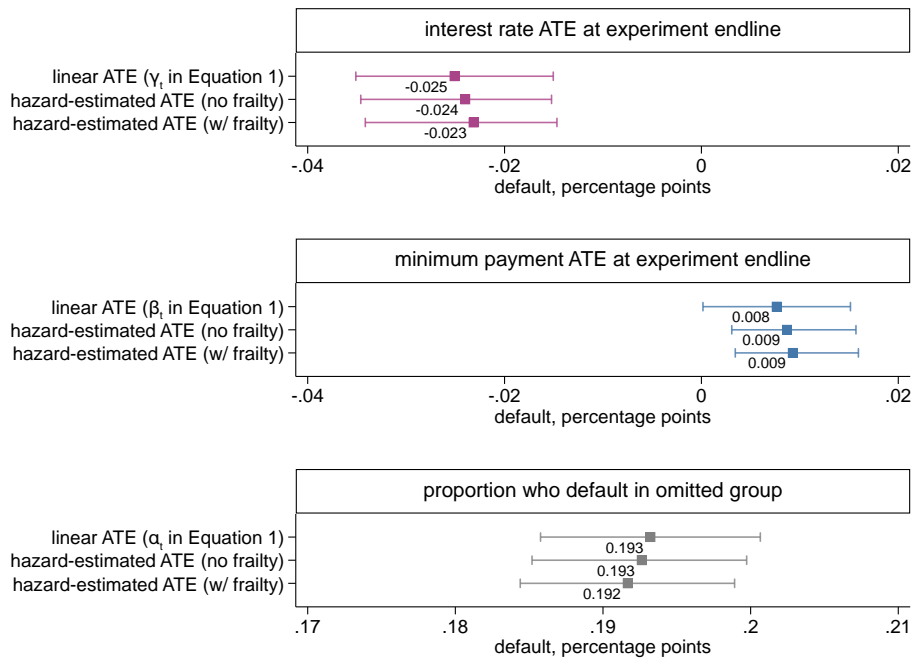 interest rate ATE at experiment endline
linear ATE (γₜ in Equation 1)
-0.025
hazard-estimated ATE (no frailty)
-0.024
hazard-estimated ATE (w/ frailty)
-0.023
-.04 -.02 0 .02
default, percentage points
minimum payment ATE at experiment endline
linear ATE (βₜ in Equation 1)
0.008
hazard-estimated ATE (no frailty)
0.009
hazard-estimated ATE (w/ frailty)
0.009
-.04 -.02 0 .02
default, percentage points
proportion who default in omitted group
linear ATE (αₜ in Equation 1)
0.193
hazard-estimated ATE (no frailty)
0.193
hazard-estimated ATE (w/ frailty)
0.192
.17 .18 .19 .2 .21
default, percentage points